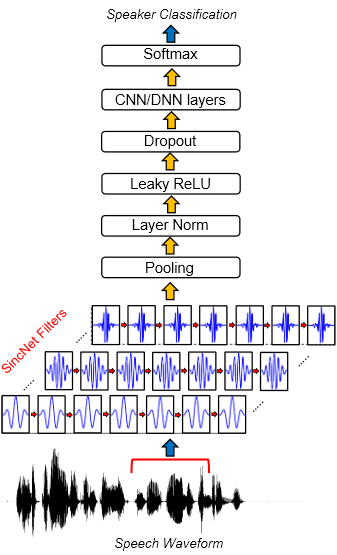 Speaker Classification
Softmax
CNN/DNN layers
Dropout
Leaky ReLU
Layer Norm
Pooling
SincNet Filters
Speech Waveform